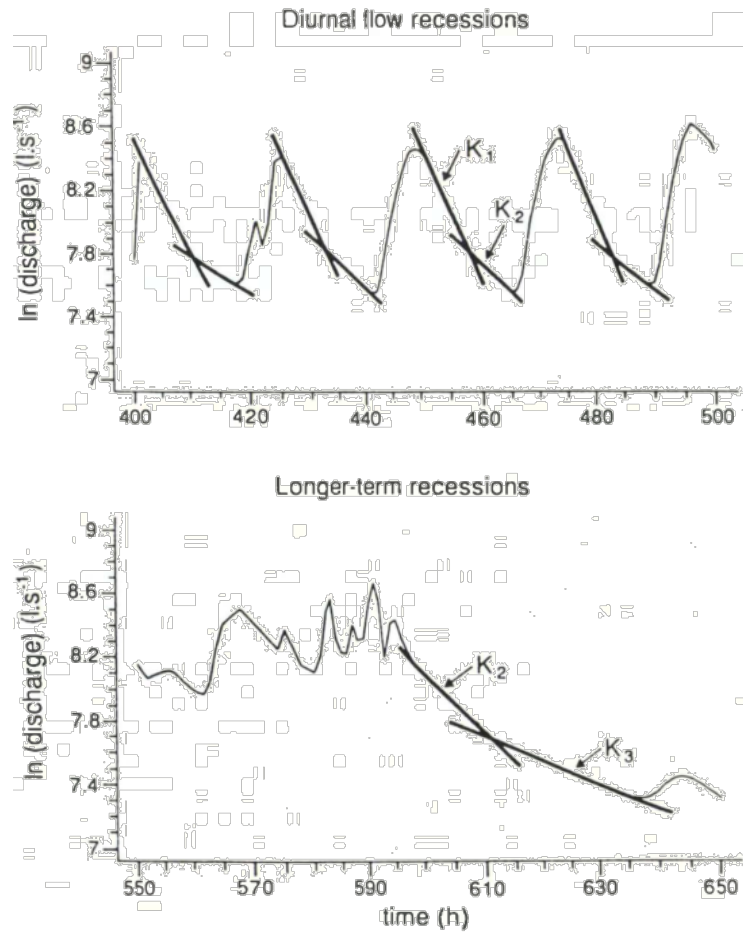 Diurnal flow recessions
ln (discharge) (l.s⁻¹)
9
8.6
8.2
7.8
7.4
7
K₁
K₂
400 420 440 460 480 500
Longer-term recessions
ln (discharge) (l.s⁻¹)
9
8.6
8.2
7.8
7.4
7
K₂
K₃
550 570 590 610 630 650
time (h)